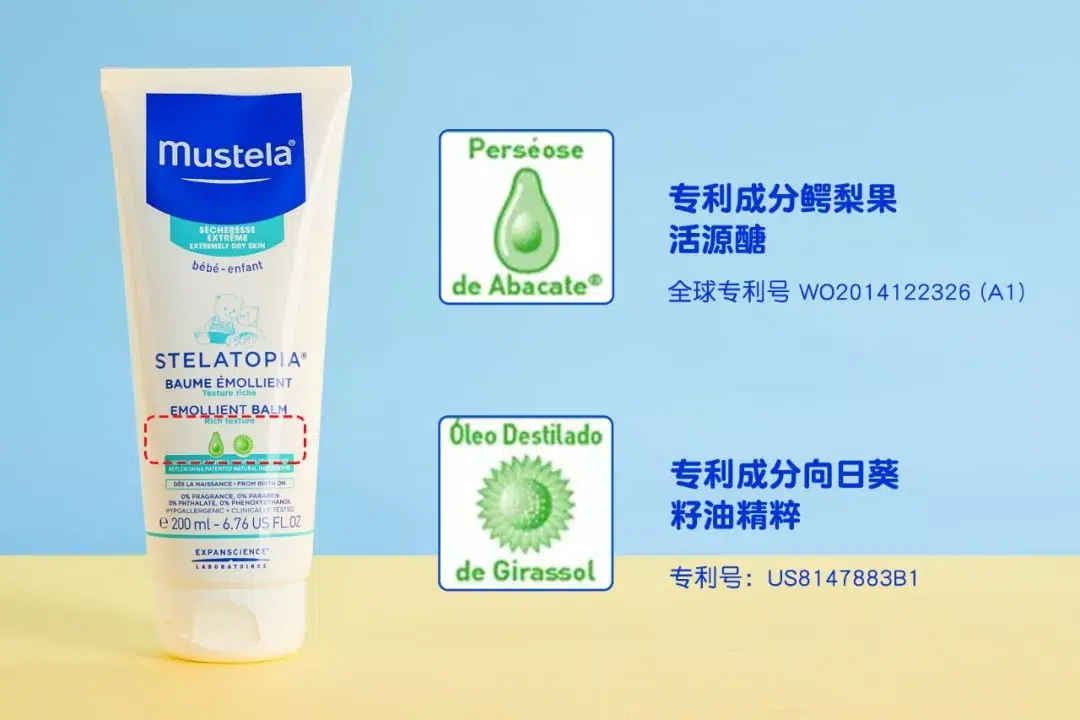 Mustela®
SÉCHERESSE
EXTRÊME
EXTREMELY DRY SKIN
bébé-enfant
STELATOPIA®
BAUME ÉMOLLIENT
Texture riche
EMOLLIENT BALM
Rich texture
REPLENISHING PATENTED NATURAL INGREDIENTS
DÈS LA NAISSANCE • FROM BIRTH ON
0% FRAGRANCE, 0% PARABEN
0% PHTHALATE, 0% PHENOXYETHANOL
HYPOALLERGENIC • CLINICALLY TESTED
e 200 ml - 6.76 US FL.OZ
EXPANSCIENCE®
LABORATOIRES
Perséose
de Abacate®
专利成分鳄梨果
活源醣
全球专利号 WO2014122326 (A1)
Óleo Destilado
de Girassol
专利成分向日葵
籽油精粹
专利号：US8147883B1